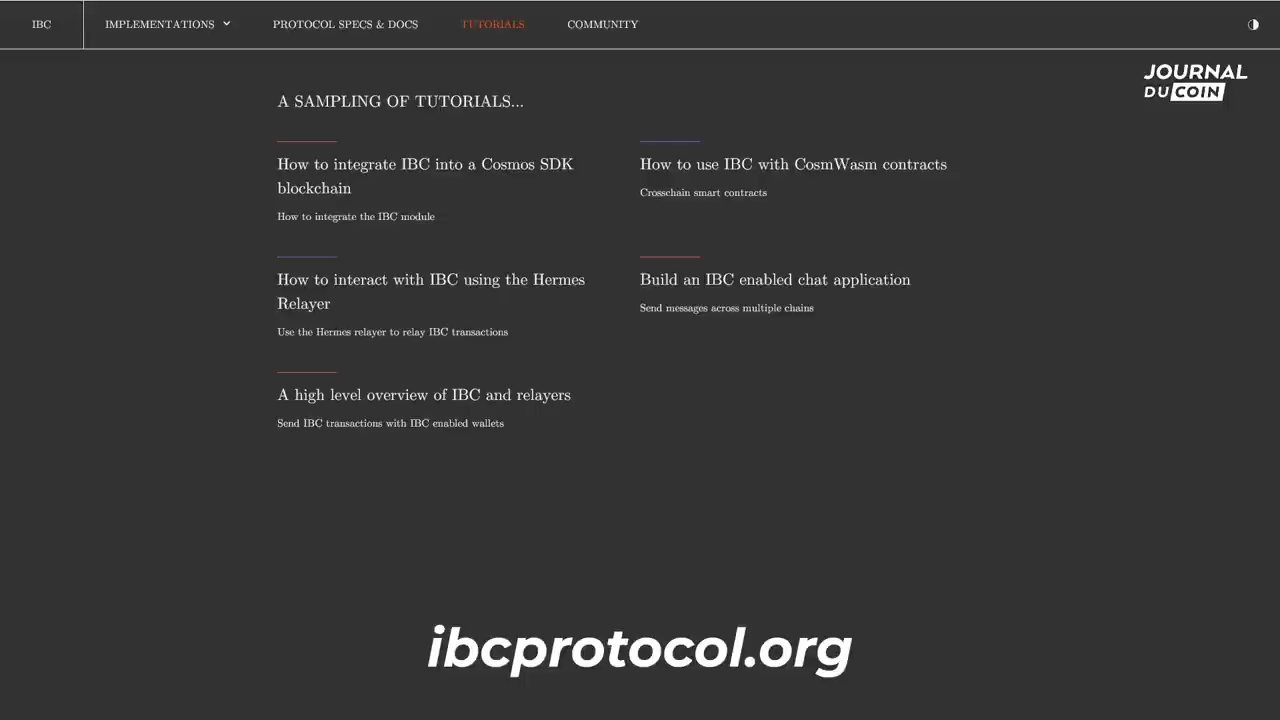 IBC
IMPLEMENTATIONS
PROTOCOL SPECS & DOCS
TUTORIALS
COMMUNITY
JOURNAL
DU COIN
A SAMPLING OF TUTORIALS...
How to integrate IBC into a Cosmos SDK
blockchain
How to integrate the IBC module
How to use IBC with CosmWasm contracts
Crosschain smart contracts
How to interact with IBC using the Hermes
Relayer
Use the Hermes relayer to relay IBC transactions
Build an IBC enabled chat application
Send messages across multiple chains
A high level overview of IBC and relayers
Send IBC transactions with IBC enabled wallets
ibcprotocol.org